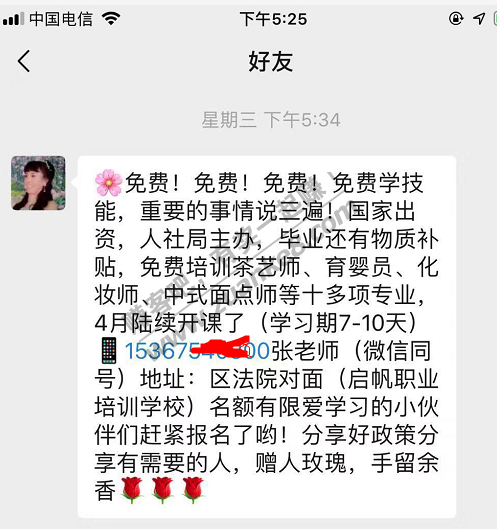 中国电信 下午5:25
好友
星期三 下午5:34
🌸免费！免费！免费！免费学技
能，重要的事情说三遍！国家出
资，人社局主办，毕业还有物质补
贴，免费培训茶艺师、育婴员、化
妆师、中式面点师等十多项专业，
4月陆续开课了（学习期7-10天）
📱15367543 00张老师（微信同
号）地址：区法院对面（启帆职业
培训学校）名额有限爱学习的小伙
伴们赶紧报名了哟！分享好政策分
享有需要的人，赠人玫瑰，手留余
香🌹🌹🌹